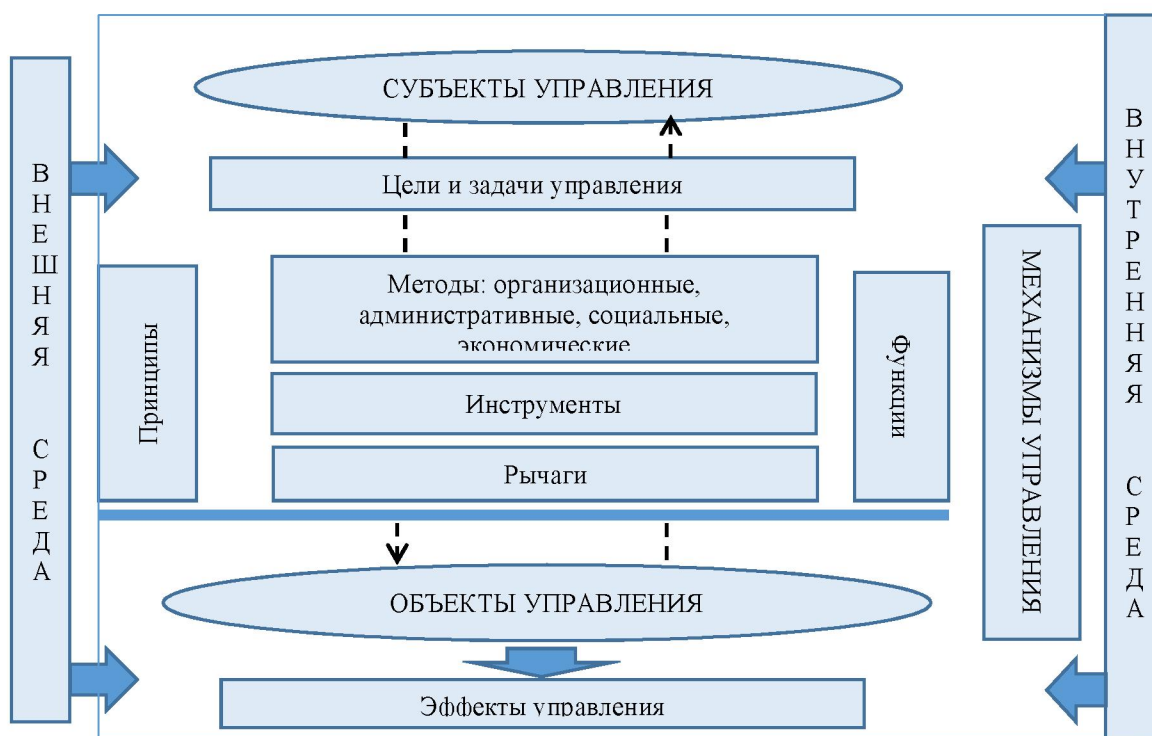 СУБЪЕКТЫ УПРАВЛЕНИЯ
Цели и задачи управления
ВНЕШНЯЯ СРЕДА
Принципы
Методы: организационные,
административные, социальные,
экономические
Инструменты
Рычаги
Функции
МЕХАНИЗМЫ УПРАВЛЕНИЯ
ВНУТРЕННЯЯ СРЕДА
ОБЪЕКТЫ УПРАВЛЕНИЯ
Эффекты управления